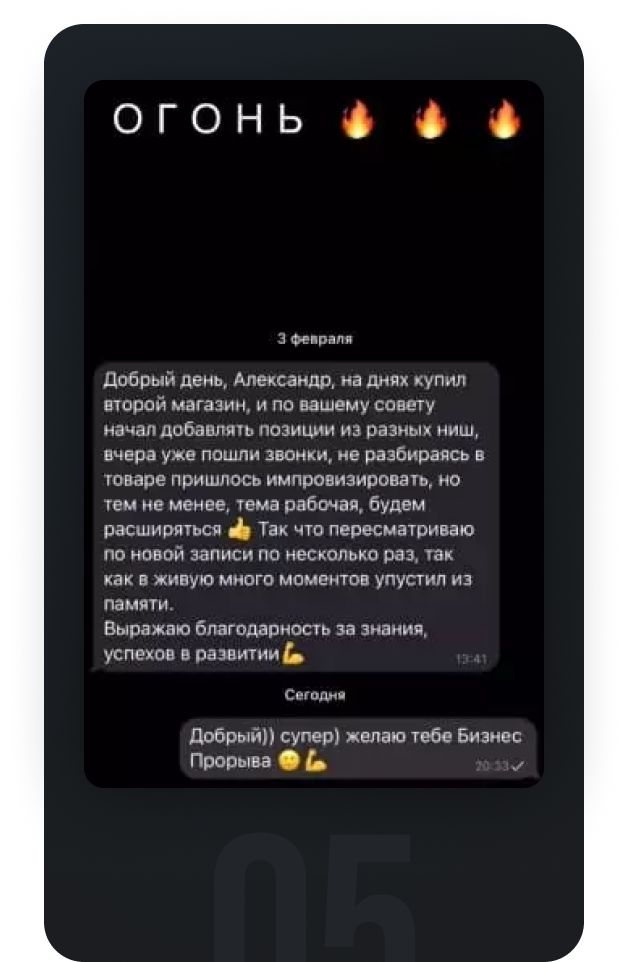 ОГОНЬ 🔥 🔥 🔥
3 февраля
Добрый день, Александр, на днях купил
второй магазин, и по вашему совету
начал добавлять позиции из разных ниш,
вчера уже пошли звонки, не разбираясь в
товаре пришлось импровизировать, но
тем не менее, тема рабочая, будем
расширяться 👍 Так что пересматриваю
по новой записи по несколько раз, так
как в живую много моментов упустил из
памяти.
Выражаю благодарность за знания,
успехов в развитии💪
13:41
Сегодня
Добрый)) супер) желаю тебе Бизнес
Прорыва 🙂 💪
20:33✓
05